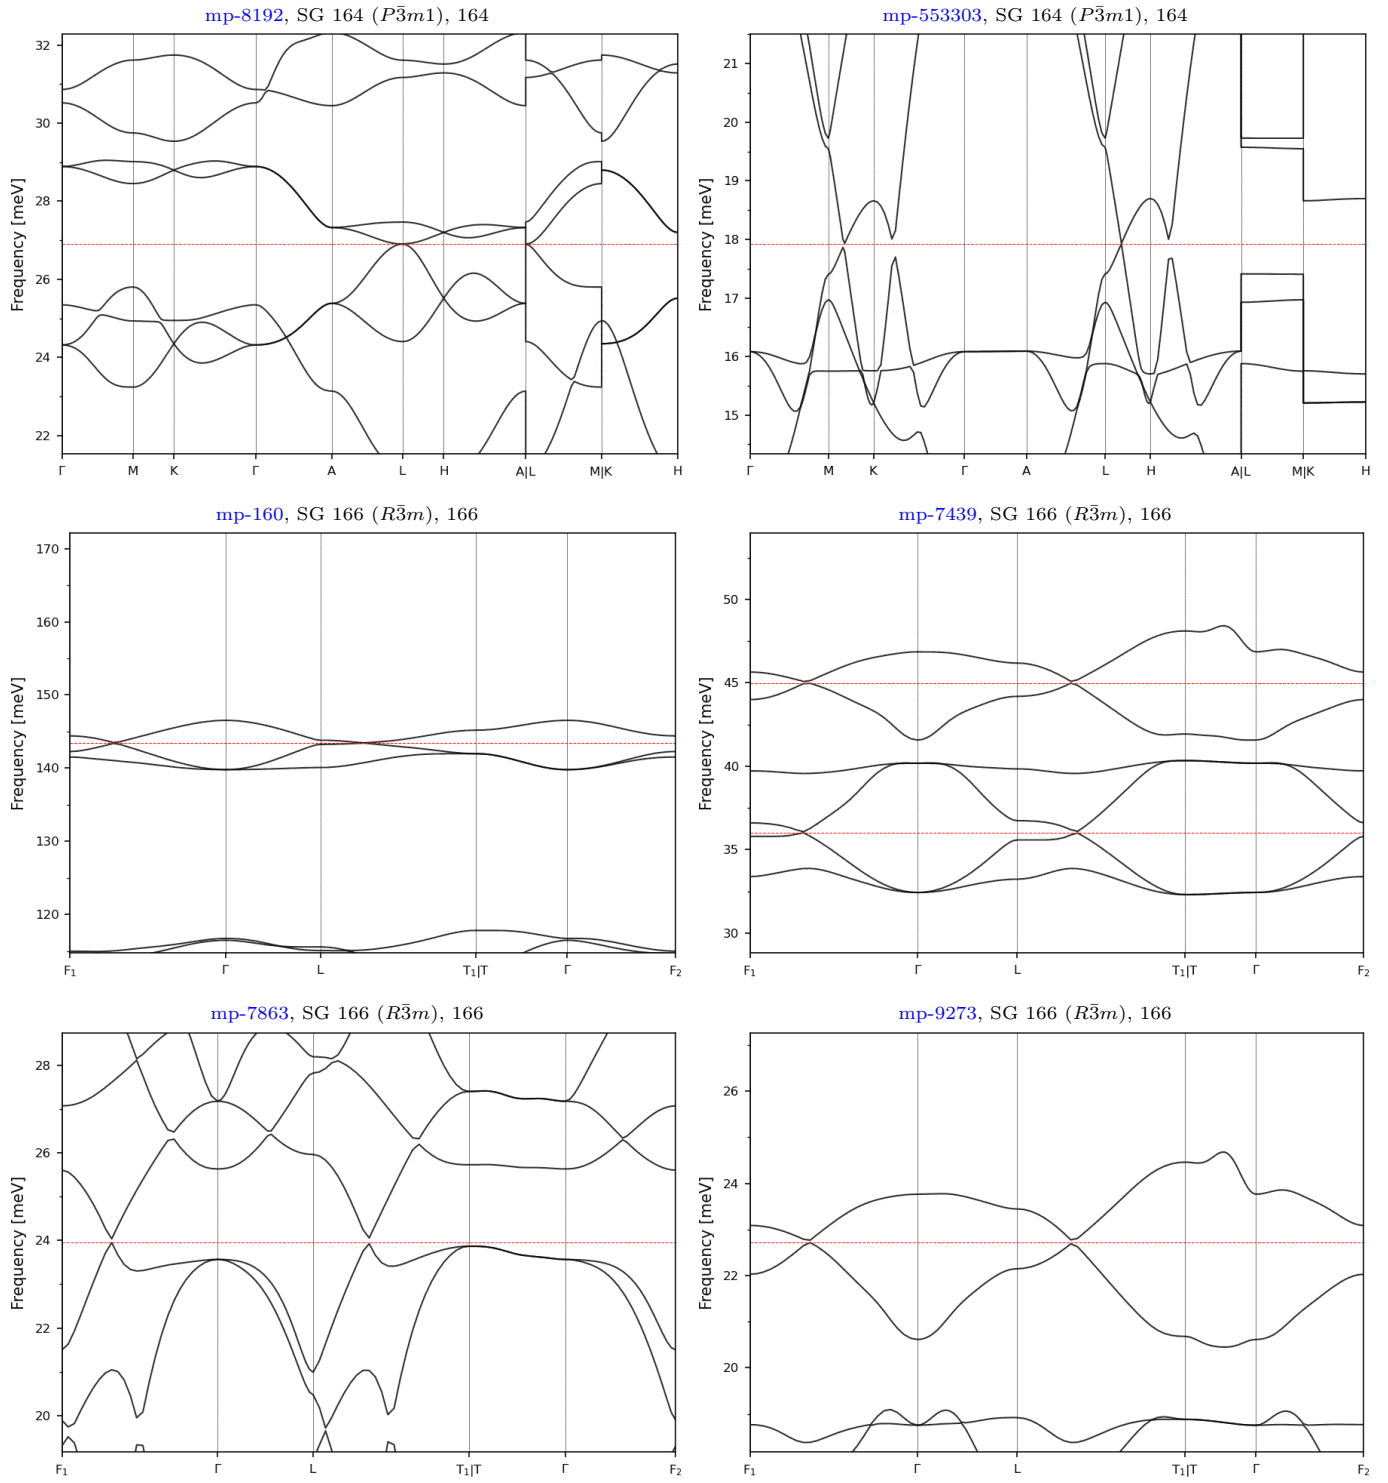 mp-8192, SG 164 (P3̄m1), 164
Frequency [meV]
32
30
28
26
24
22
Γ M K Γ A L H A|L M|K H
mp-553303, SG 164 (P3̄m1), 164
Frequency [meV]
21
20
19
18
17
16
15
Γ M K Γ A L H A|L M|K H
mp-160, SG 166 (R3̄m), 166
Frequency [meV]
170
160
150
140
130
120
F₁ Γ L T₁|T Γ F₂
mp-7439, SG 166 (R3̄m), 166
Frequency [meV]
50
45
40
35
30
F₁ Γ L T₁|T Γ F₂
mp-7863, SG 166 (R3̄m), 166
Frequency [meV]
28
26
24
22
20
F₁ Γ L T₁|T Γ F₂
mp-9273, SG 166 (R3̄m), 166
Frequency [meV]
26
24
22
20
F₁ Γ L T₁|T Γ F₂